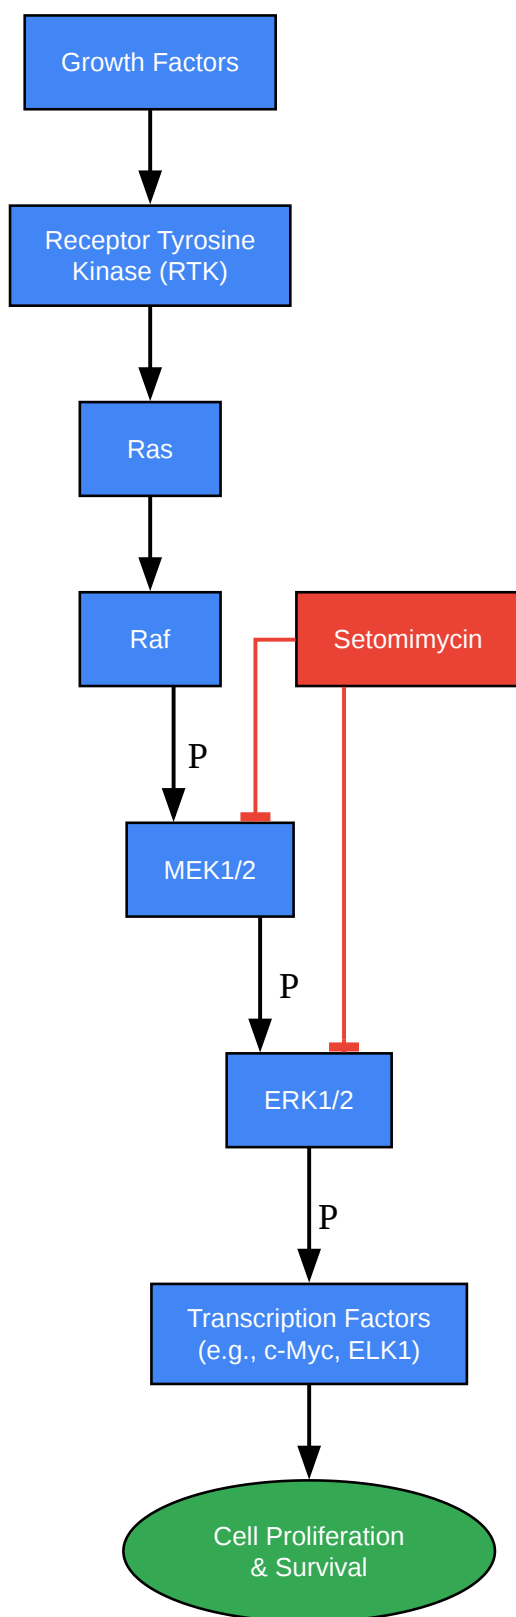 Growth Factors
Receptor Tyrosine
Kinase (RTK)
Ras
Raf
Setomimycin
P
MEK1/2
P
ERK1/2
P
Transcription Factors
(e.g., c-Myc, ELK1)
Cell Proliferation
& Survival